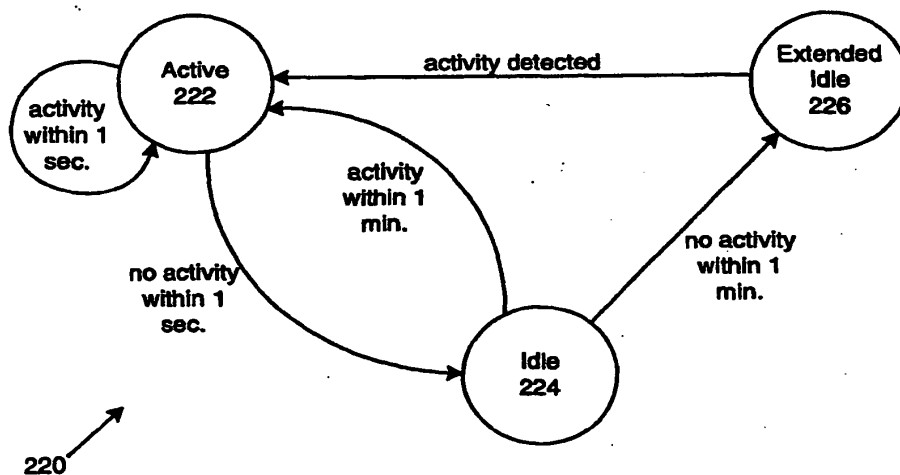 Active
222
activity
within 1
sec.
activity detected
Extended
Idle
226
activity
within 1
min.
no activity
within 1
sec.
no activity
within 1
min.
Idle
224
220